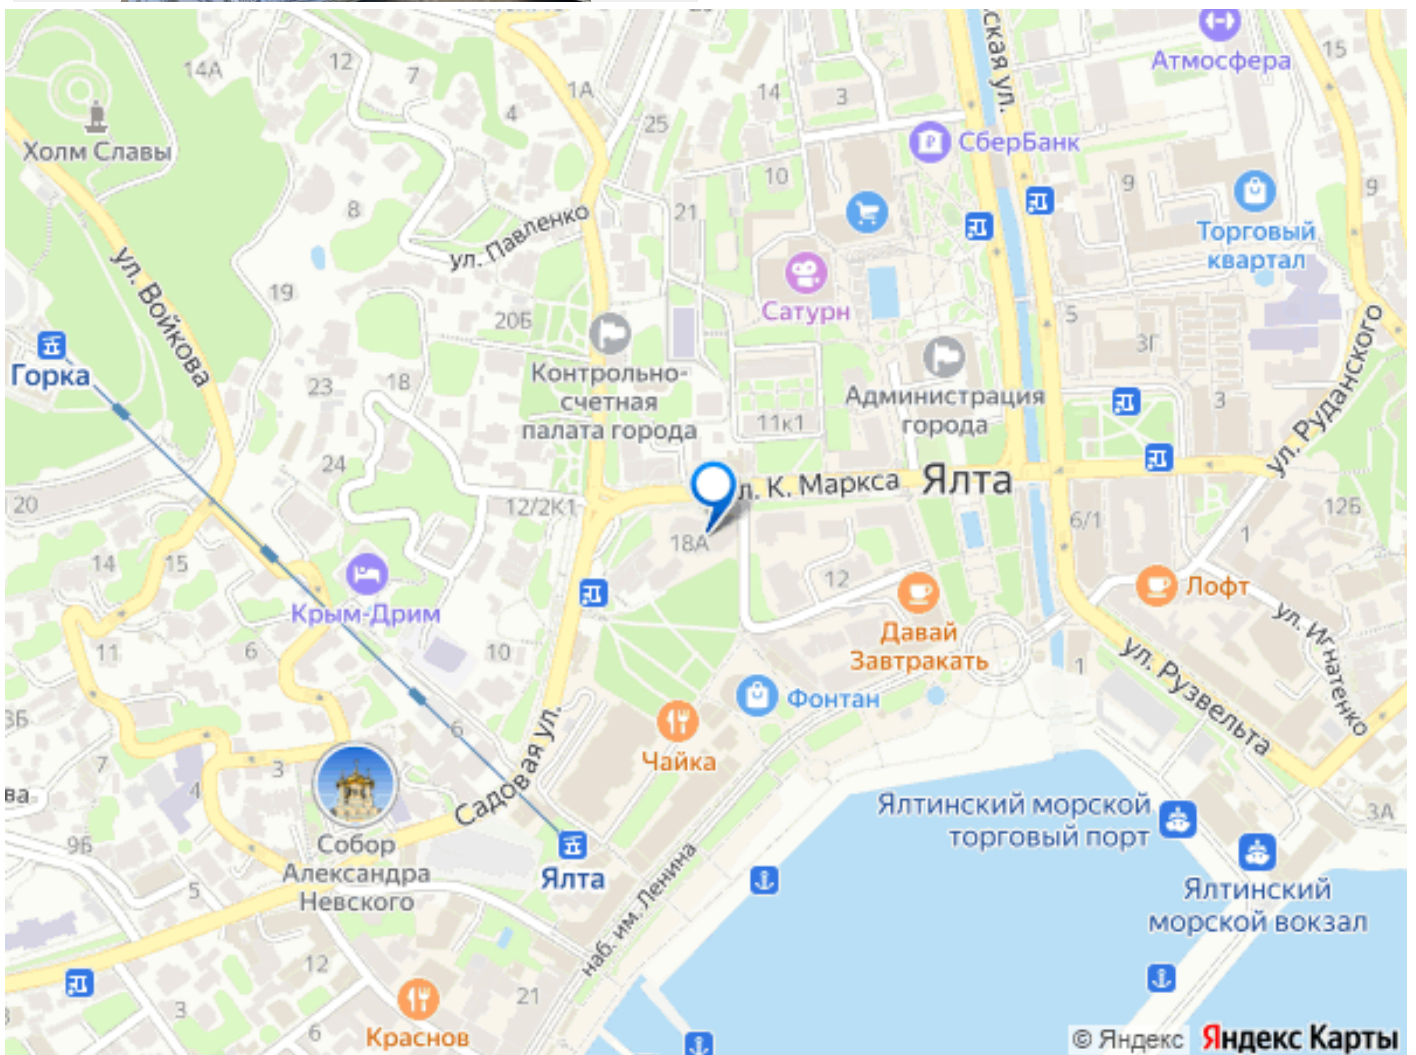 ская ул.
15
Атмосфера
12
7
14А
1А
14
3
4
25
СберБанк
Холм Славы
10
9
9
8
21
ул. Павленко
Торговый
квартал
ул. Войкова
19
Сатурн
20Б
5
3Г
Горка
Контрольно-
счетная
палата города
23
18
Администрация
города
3
11к1
ул. Руданского
24
л. К. Маркса
Ялта
20
12/2К1
6/1
12Б
18А
1
14
15
12
Лофт
Крым-Дрим
Давай
Завтракать
ул. Игнатенко
11
6
10
1
ул. Рузвельта
3Б
Фонтан
6
Чайка
7
3
4
Садовая ул.
ва
Ялтинский морской
торговый порт
3А
9Б
Собор
Александра
Невского
5
Ялта
наб. им. Ленина
Ялтинский
морской вокзал
12
3
21
6
Краснов
© Яндекс Яндекс Карты